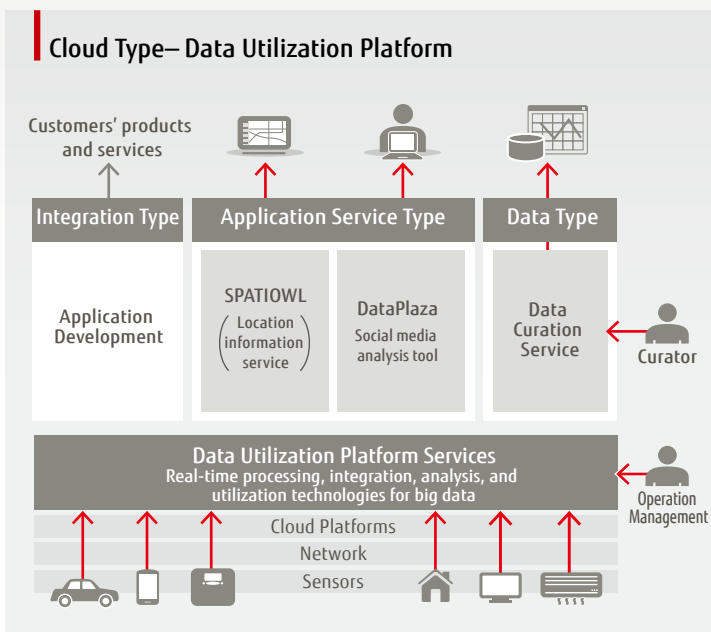 Cloud Type– Data Utilization Platform
Customers’ products
and services
Integration Type
Application Service Type
Data Type
Application
Development
SPATIOWL
(Location
information
service)
DataPlaza
Social media
analysis tool
Data
Curation
Service
Curator
Data Utilization Platform Services
Real-time processing, integration, analysis, and
utilization technologies for big data
Operation
Management
Cloud Platforms
Network
Sensors